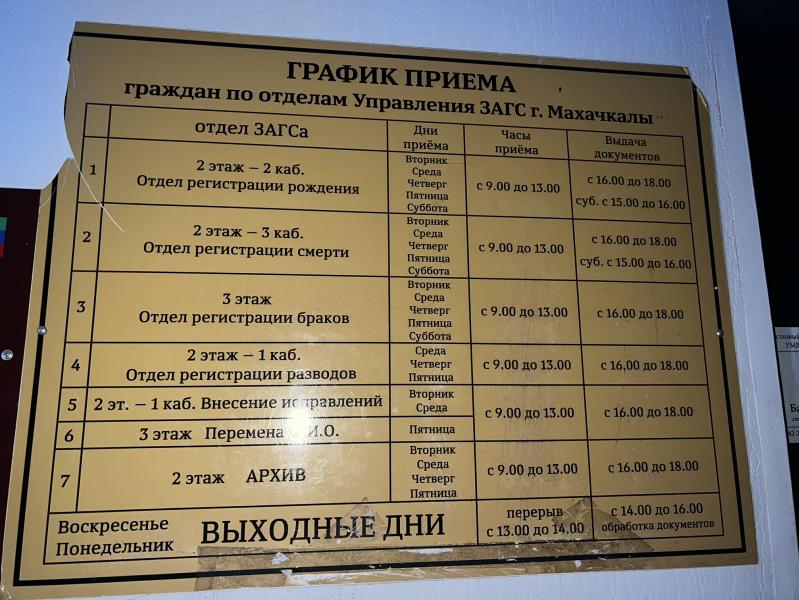 ГРАФИК ПРИЕМА
граждан по отделам Управления ЗАГС г. Махачкалы
отдел ЗАГСа
Дни
приёма
Часы
приёма
Выдача
документов
1
2 этаж – 2 каб.
Отдел регистрации рождения
Вторник
Среда
Четверг
Пятница
Суббота
с 9.00 до 13.00
с 16.00 до 18.00
суб. с 15.00 до 16.00
2
2 этаж – 3 каб.
Отдел регистрации смерти
Вторник
Среда
Четверг
Пятница
Суббота
с 9.00 до 13.00
с 16.00 до 18.00
суб. с 15.00 до 16.00
3
3 этаж
Отдел регистрации браков
Вторник
Среда
Четверг
Пятница
Суббота
с 9.00 до 13.00
с 16.00 до 18.00
4
2 этаж – 1 каб.
Отдел регистрации разводов
Среда
Четверг
Пятница
с 9.00 до 13.00
с 16.00 до 18.00
5
2 эт. – 1 каб. Внесение исправлений
Вторник
Среда
с 9.00 до 13.00
с 16.00 до 18.00
6
3 этаж Перемена И.О.
Пятница
7
2 этаж АРХИВ
Вторник
Среда
Четверг
Пятница
с 9.00 до 13.00
с 16.00 до 18.00
Воскресенье
Понедельник
ВЫХОДНЫЕ ДНИ
перерыв
с 13.00 до 14.00
с 14.00 до 16.00
обработка документов